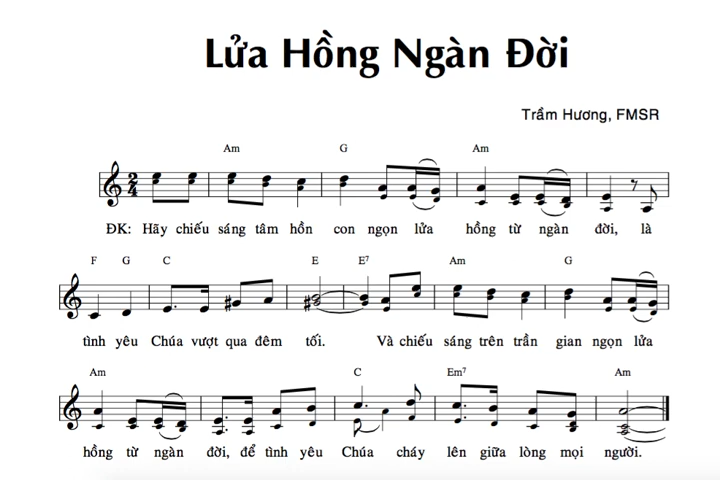 Lửa Hồng Ngàn Đời
Trầm Hương, FMSR
Am G Am
2 4
ĐK: Hãy chiếu sáng tâm hồn con ngọn lửa hồng từ ngàn đời, là
F G C E E7 Am G
tình yêu Chúa vượt qua đêm tối. Và chiếu sáng trên trần gian ngọn lửa
Am C Em7 Am
hồng từ ngàn đời, để tình yêu Chúa cháy lên giữa lòng mọi người.